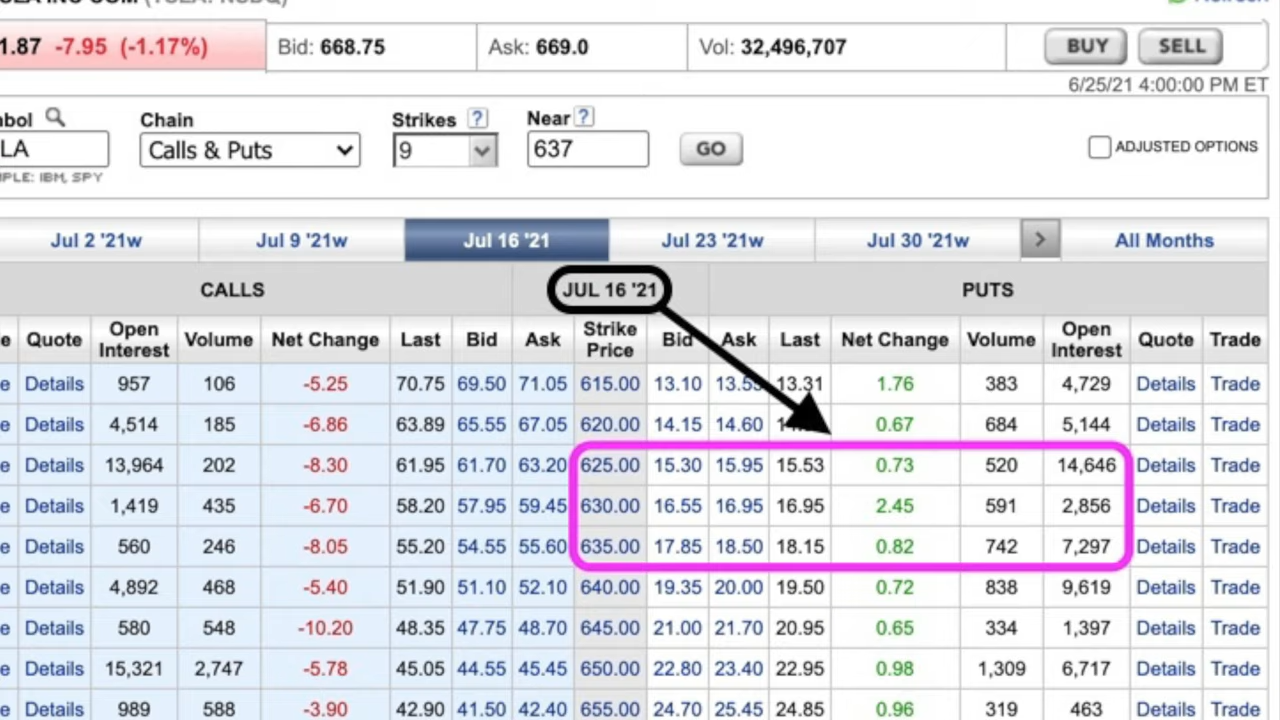 1.87 -7.95 (-1.17%) Bid: 668.75 Ask: 669.0 Vol: 32,496,707 BUY SELL
6/25/21 4:00:00 PM ET
Chain Strikes ? Near ?
LA Calls & Puts 9 637 GO ADJUSTED OPTIONS
PLE: IBM, SPY
Jul 2 '21w Jul 9 '21w Jul 16 '21 Jul 23 '21w Jul 30 '21w > All Months
CALLS JUL 16 '21 PUTS
e Quote Open Interest Volume Net Change Last Bid Ask Strike Price Bid Ask Last Net Change Volume Open Interest Quote Trade
e Details 957 106 -5.25 70.75 69.50 71.05 615.00 13.10 13.55 13.31 1.76 383 4,729 Details Trade
e Details 4,514 185 -6.86 63.89 65.55 67.05 620.00 14.15 14.60 0.67 684 5,144 Details Trade
e Details 13,964 202 -8.30 61.95 61.70 63.20 625.00 15.30 15.95 15.53 0.73 520 14,646 Details Trade
e Details 1,419 435 -6.70 58.20 57.95 59.45 630.00 16.55 16.95 16.95 2.45 591 2,856 Details Trade
e Details 560 246 -8.05 55.20 54.55 55.60 635.00 17.85 18.50 18.15 0.82 742 7,297 Details Trade
e Details 4,892 468 -5.40 51.90 51.10 52.10 640.00 19.35 20.00 19.50 0.72 838 9,619 Details Trade
e Details 580 548 -10.20 48.35 47.75 48.70 645.00 21.00 21.70 20.95 0.65 334 1,397 Details Trade
e Details 15,321 2,747 -5.78 45.05 44.55 45.45 650.00 22.80 23.40 22.95 0.98 1,309 6,717 Details Trade
e Details 989 588 -3.90 42.90 41.50 42.40 655.00 24.70 25.45 24.85 0.96 319 463 Details Trade